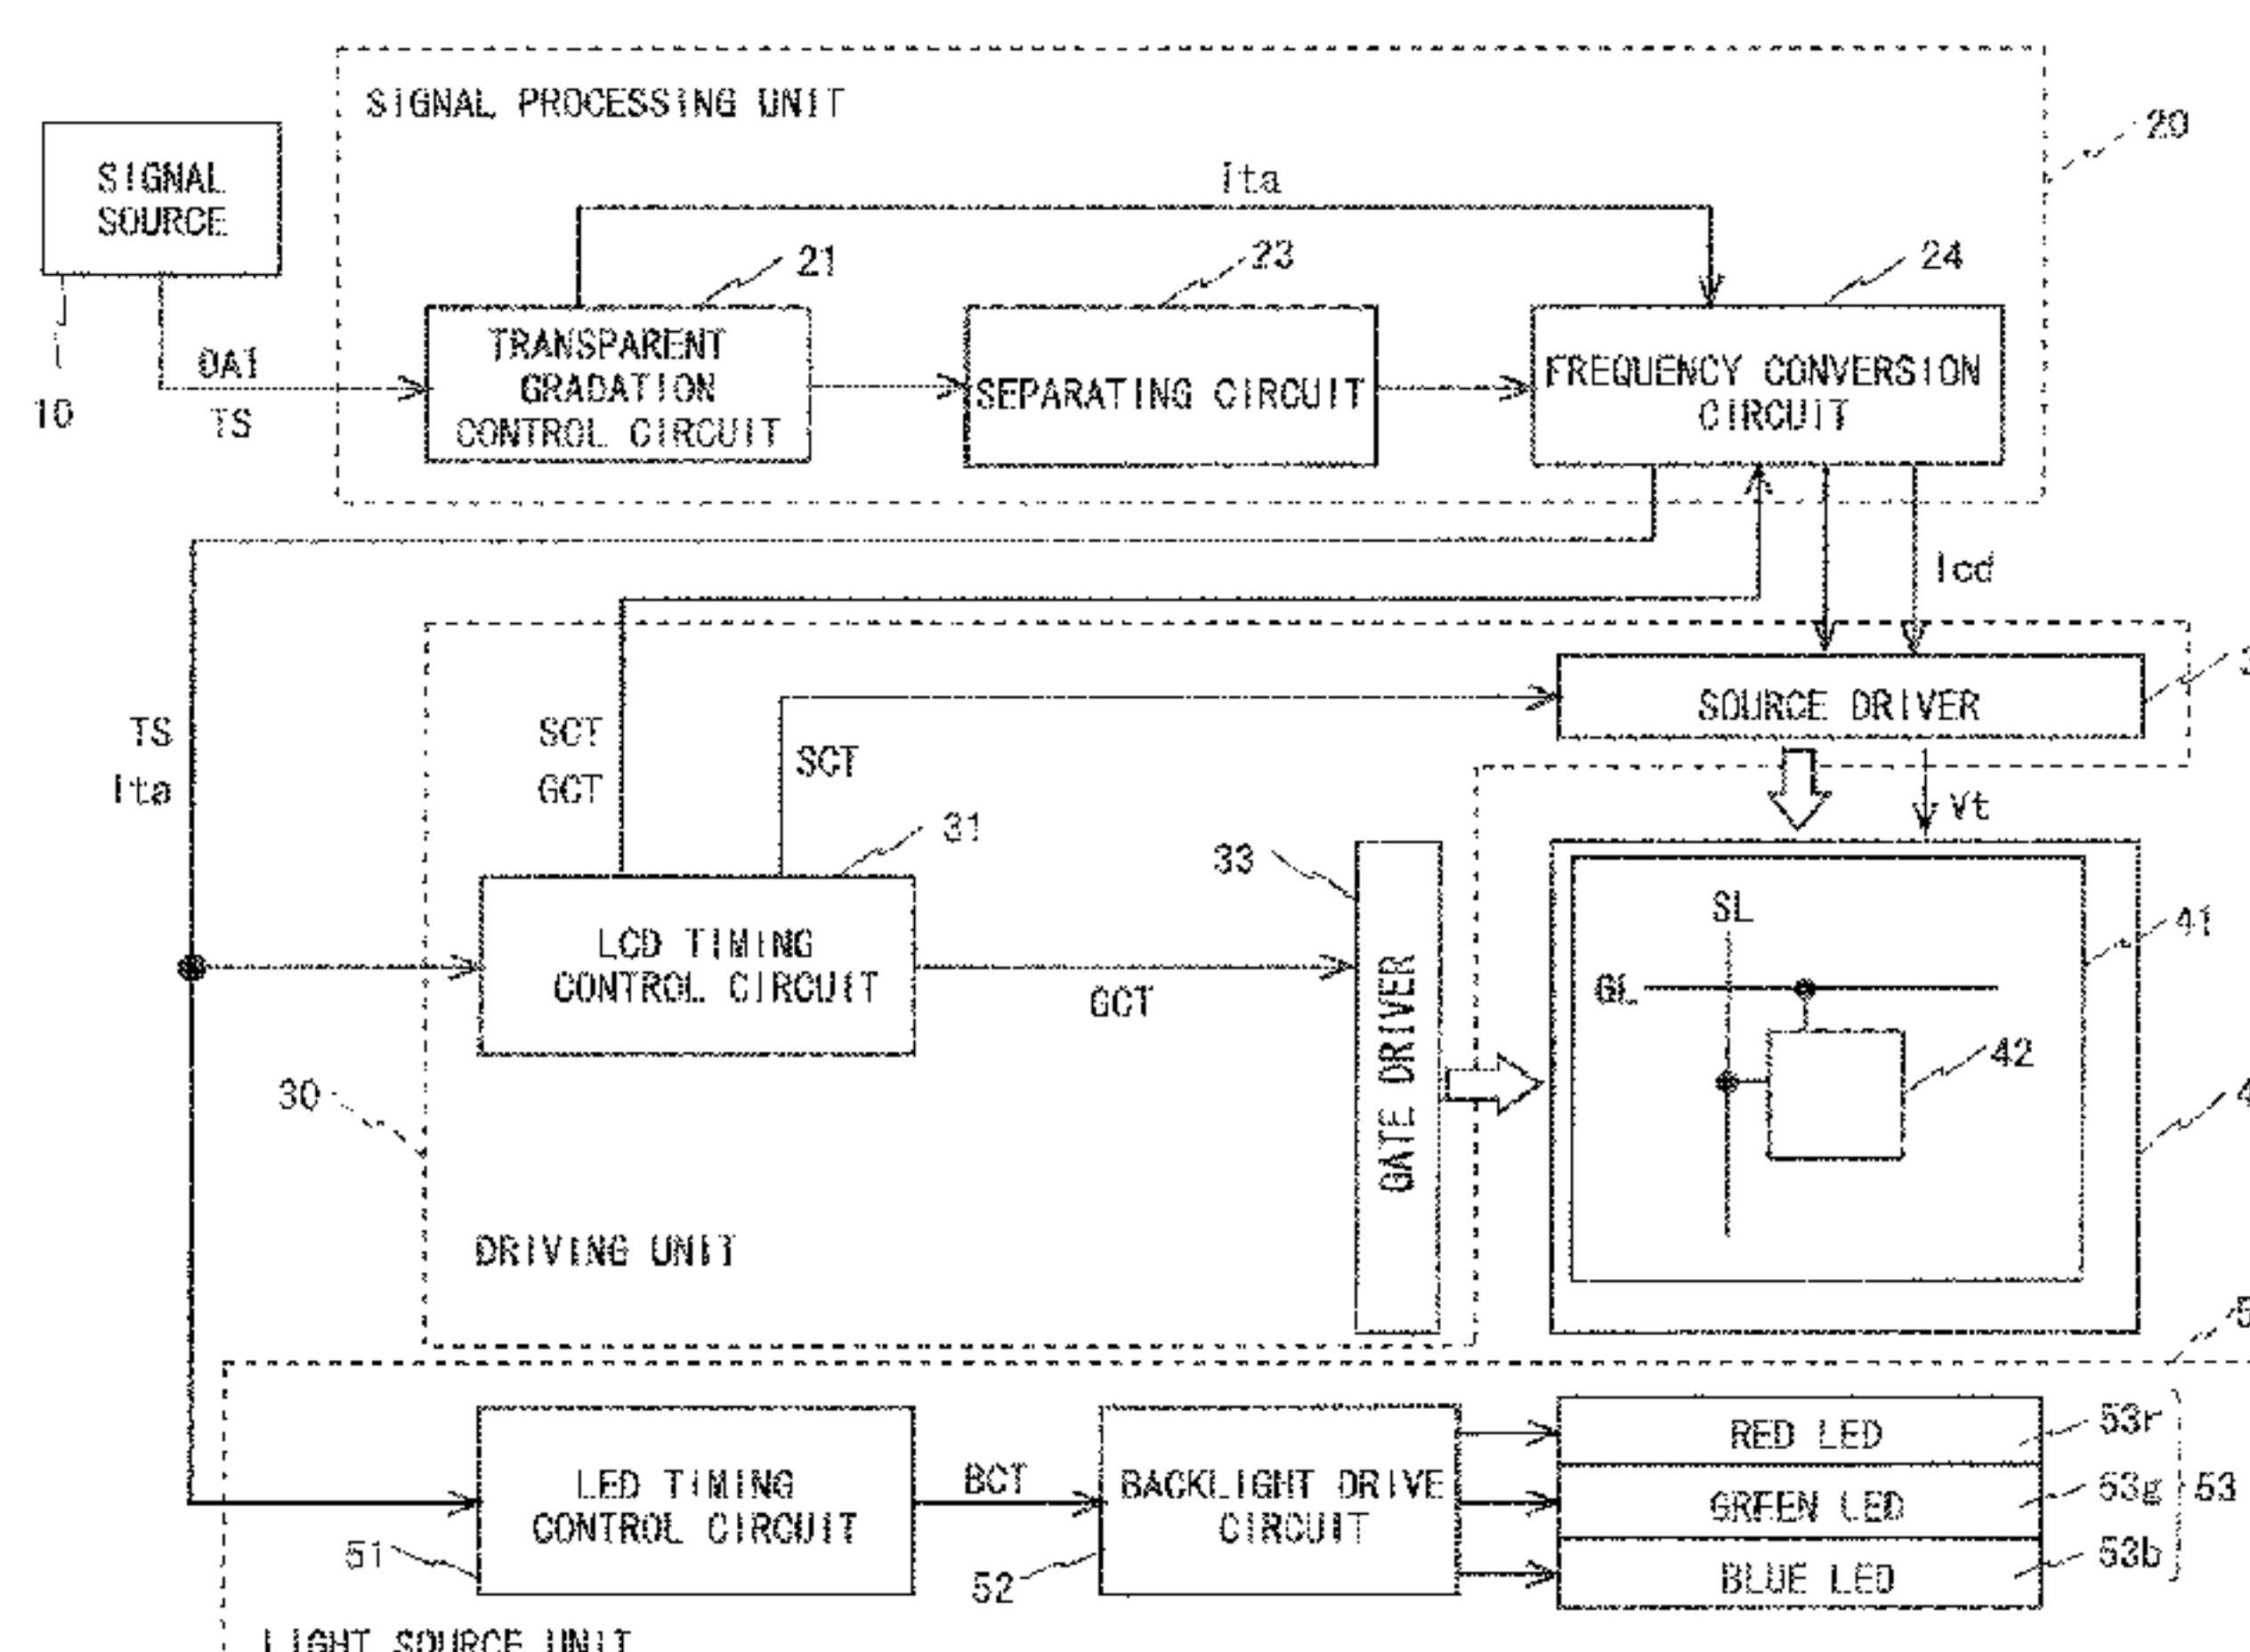 SIGNAL PROCESSING UNIT
20
SIGNAL
SOURCE
10
OAI
TS
Ita
21
23
24
TRANSPARENT
GRADATION
CONTROL CIRCUIT
SEPARATING CIRCUIT
FREQUENCY CONVERSION
CIRCUIT
Icd
TS
Ita
SCT
GCT
SCT
SOURCE DRIVER
Vt
31
33
LCD TIMING
CONTROL CIRCUIT
GCT
GATE DRIVER
SL
GL
41
42
30
DRIVING UNIT
LED TIMING
CONTROL CIRCUIT
51
BCT
BACKLIGHT DRIVE
CIRCUIT
52
RED LED
GREEN LED
BLUE LED
53r
53g
53b
53
LIGHT SOURCE UNIT